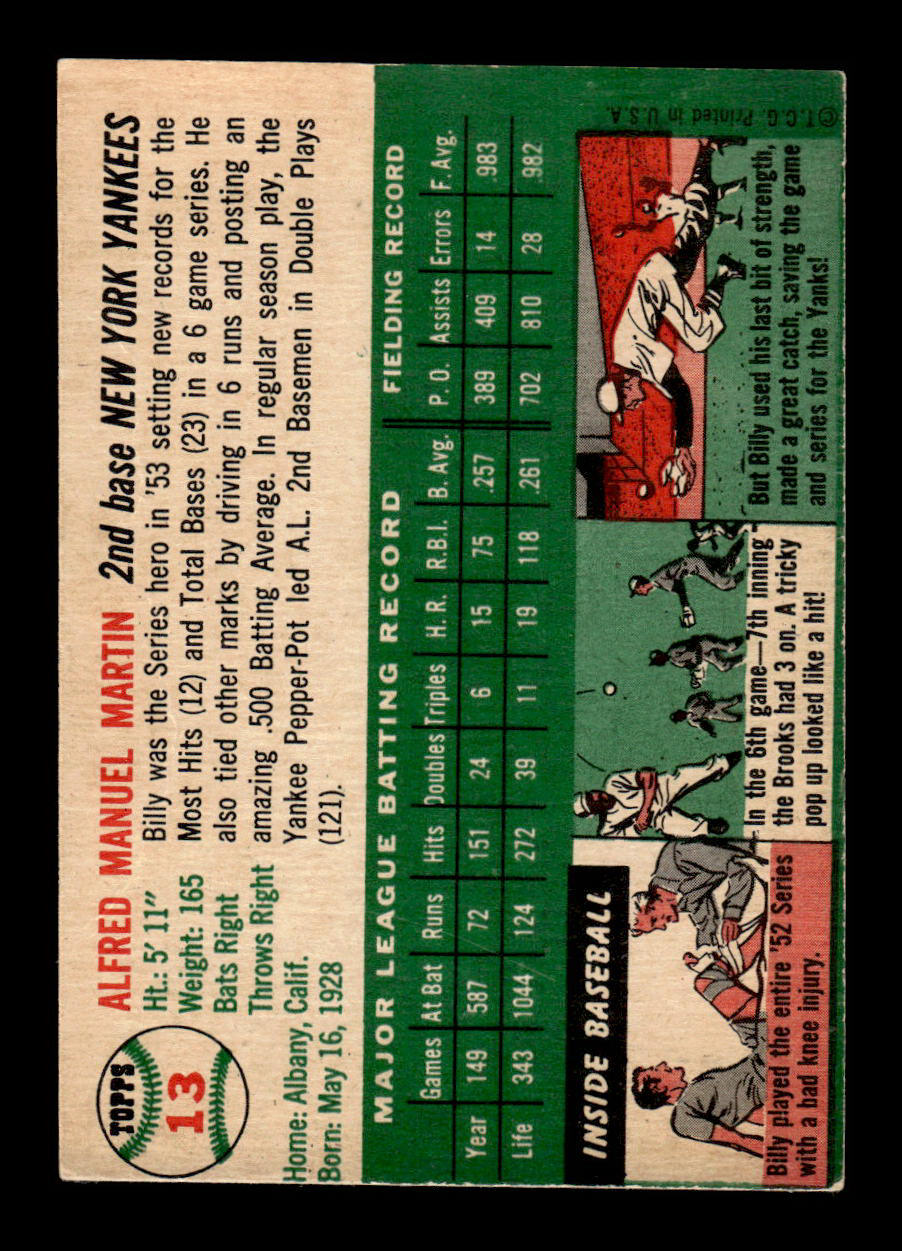 TOPPS
13
ALFRED MANUEL MARTIN 2nd base NEW YORK YANKEES
Ht.: 5' 11"
Weight: 165
Bats Right
Throws Right
Home: Albany, Calif.
Born: May 16, 1928
Billy was the Series hero in '53 setting new records for the
Most Hits (12) and Total Bases (23) in a 6 game series. He
also tied other marks by driving in 6 runs and posting an
amazing .500 Batting Average. In regular season play, the
Yankee Pepper-Pot led A.L. 2nd Basemen in Double Plays
(121).
MAJOR LEAGUE BATTING RECORD FIELDING RECORD
Games At Bat Runs Hits Doubles Triples H.R. R.B.I. B. Avg. P. O. Assists Errors F. Avg.
Year 149 587 72 151 24 6 15 75 .257 389 409 14 .983
Life 343 1044 124 272 39 11 19 118 .261 702 810 28 .982
INSIDE BASEBALL
Billy played the entire '52 Series
with a bad knee injury.
In the 6th game—7th inning
the Brooks had 3 on. A tricky
pop up looked like a hit!
But Billy used his last bit of strength,
made a great catch, saving the game
and series for the Yanks!
©T.C.G. Printed in U.S.A.